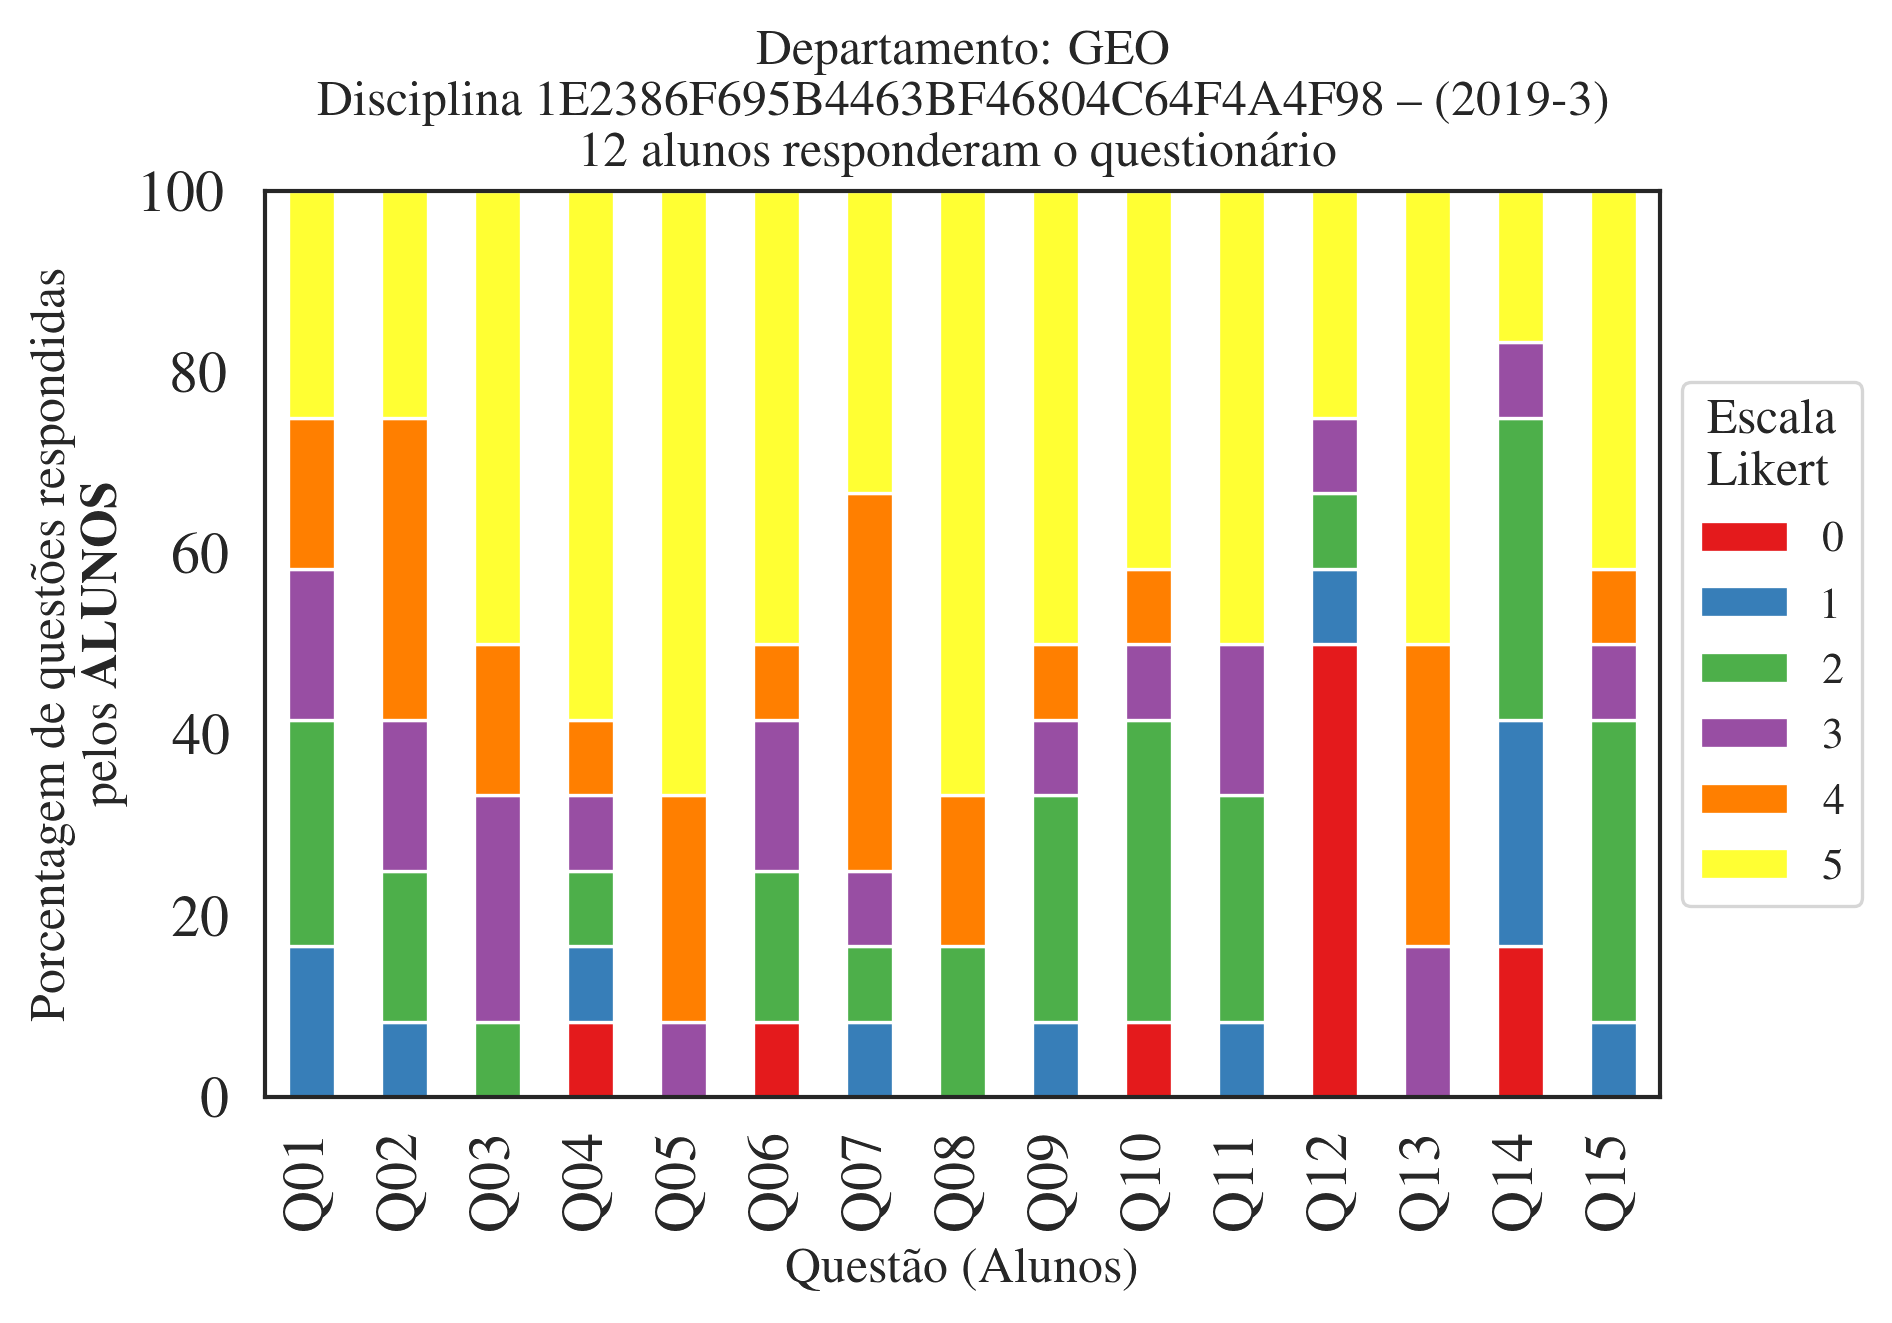 Departamento: GEO
Disciplina 1E2386F695B4463BF46804C64F4A4F98 – (2019-3)
12 alunos responderam o questionário
Porcentagem de questões respondidas
pelos ALUNOS
100
80
60
40
20
0
Q01
Q02
Q03
Q04
Q05
Q06
Q07
Q08
Q09
Q10
Q11
Q12
Q13
Q14
Q15
Questão (Alunos)
Escala
Likert
0
1
2
3
4
5